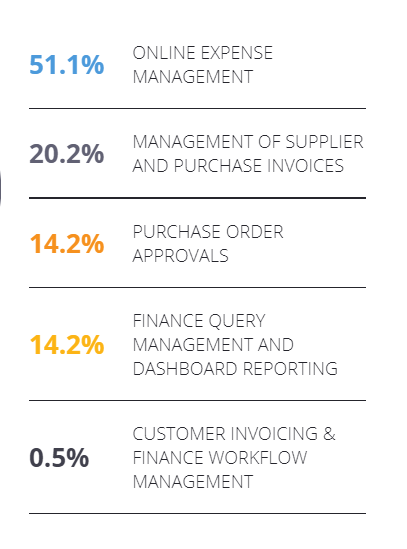 51.1%
ONLINE EXPENSE
MANAGEMENT
20.2%
MANAGEMENT OF SUPPLIER
AND PURCHASE INVOICES
14.2%
PURCHASE ORDER
APPROVALS
14.2%
FINANCE QUERY
MANAGEMENT AND
DASHBOARD REPORTING
0.5%
CUSTOMER INVOICING &
FINANCE WORKFLOW
MANAGEMENT